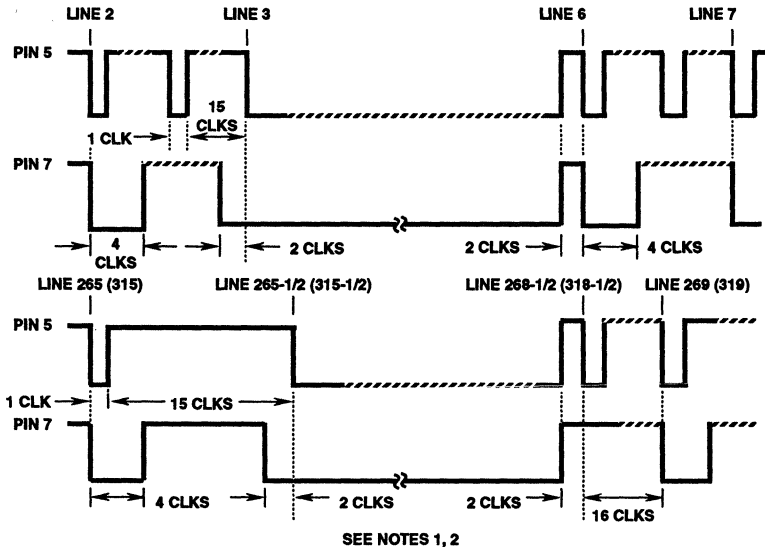 LINE 2 LINE 3 LINE 6 LINE 7
PIN 5
15
CLKS
1 CLK
PIN 7
4
CLKS
2 CLKS 2 CLKS 4 CLKS
LINE 265 (315) LINE 265-1/2 (315-1/2) LINE 268-1/2 (318-1/2) LINE 269 (319)
PIN 5
1 CLK 15 CLKS
PIN 7
4 CLKS 2 CLKS 2 CLKS
16 CLKS
SEE NOTES 1, 2